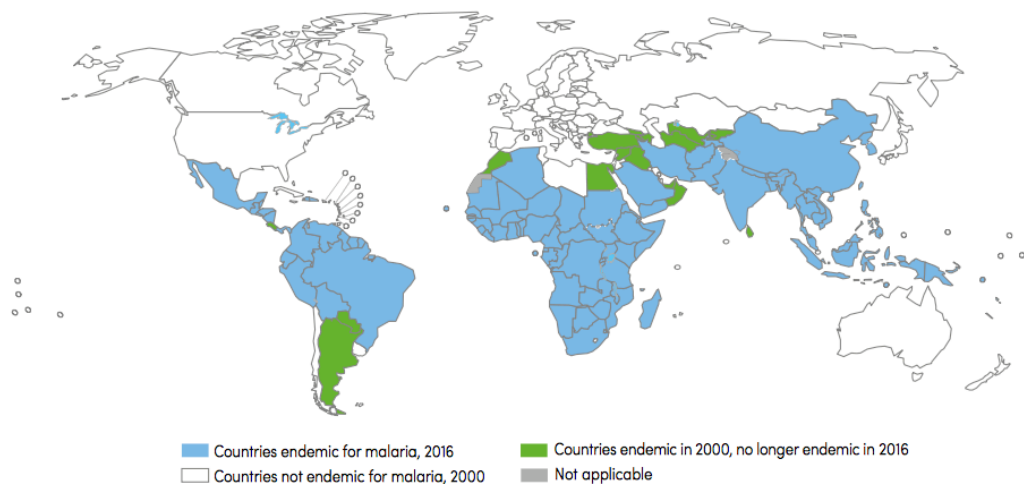 Countries endemic for malaria, 2016
Countries endemic in 2000, no longer endemic in 2016
Countries not endemic for malaria, 2000
Not applicable